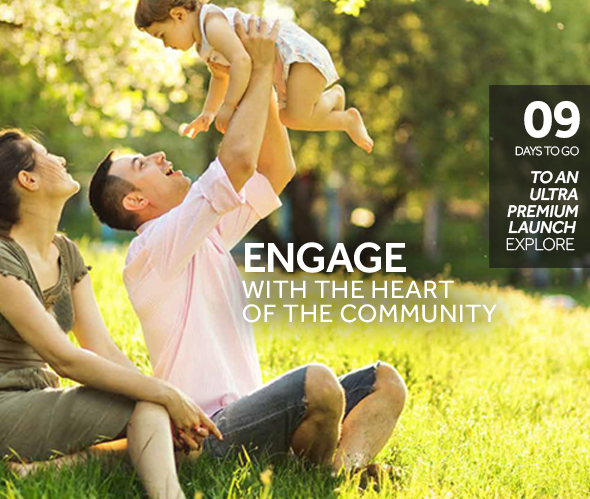 09
DAYS TO GO
TO AN
ULTRA
PREMIUM
LAUNCH
EXPLORE
ENGAGE
WITH THE HEART
OF THE COMMUNITY